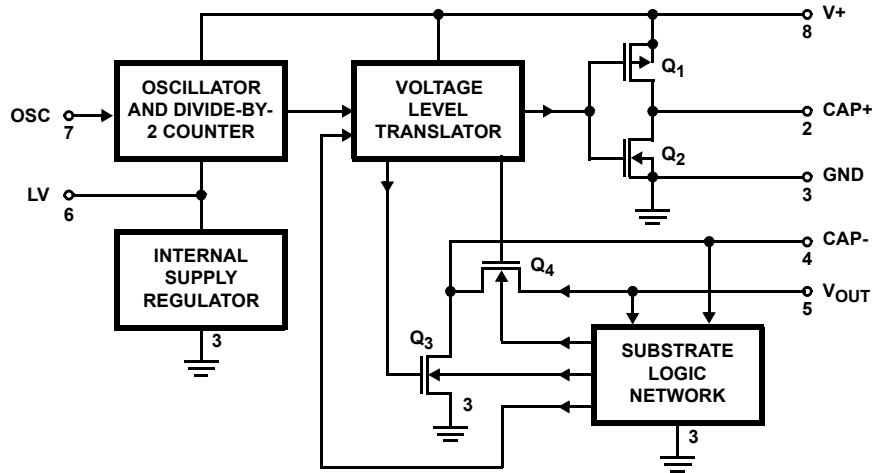 V+
8
OSCILLATOR
AND DIVIDE-BY-
2 COUNTER
VOLTAGE
LEVEL
TRANSLATOR
Q1
OSC
7
CAP+
2
Q2
GND
3
LV
6
CAP-
4
INTERNAL
SUPPLY
REGULATOR
Q4
VOUT
5
3
Q3
SUBSTRATE
LOGIC
NETWORK
3
3